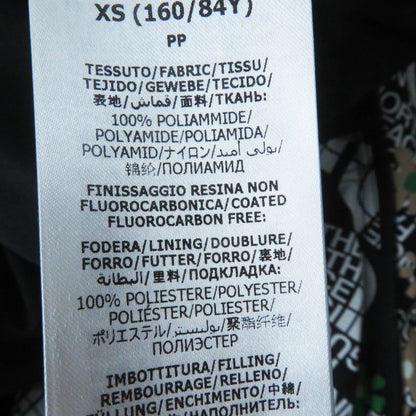 XS (160/84Y)
PP
TESSUTO/FABRIC/TISSU/
TEJIDO/GEWEBE/TECIDO/
表地/قماش/面料/ТКАНЬ:
100% POLIAMMIDE/
POLYAMIDE/POLIAMIDA/
POLYAMID/ナイロン/بولي أميد/
锦纶/ПОЛИАМИД
FINISSAGGIO RESINA NON
FLUOROCARBONICA/COATED
FLUOROCARBON FREE:
FODERA/LINING/DOUBLURE/
FORRO/FUTTER/FORRO/裏地/
البطانة/里料/ПОДКЛАДКА:
100% POLIESTERE/POLYESTER/
POLIÉSTER/POLIESTER/
ポリエステル/بوليستر/聚酯纤维/
ПОЛИЭСТЕР
IMBOTTITURA/FILLING/
REMBOURRAGE/RELLENO/
FÜLLUNG/ENCHIMENTO/中綿/
НАПОЛНИТЕЛЬ: